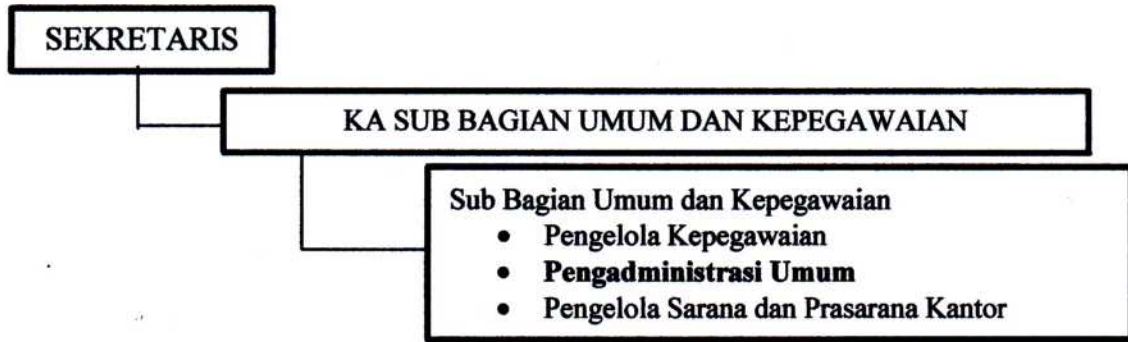 SEKRETARIS
KA SUB BAGIAN UMUM DAN KEPEGAWAIAN
Sub Bagian Umum dan Kepegawaian
• Pengelola Kepegawaian
• Pengadministrasi Umum
• Pengelola Sarana dan Prasarana Kantor